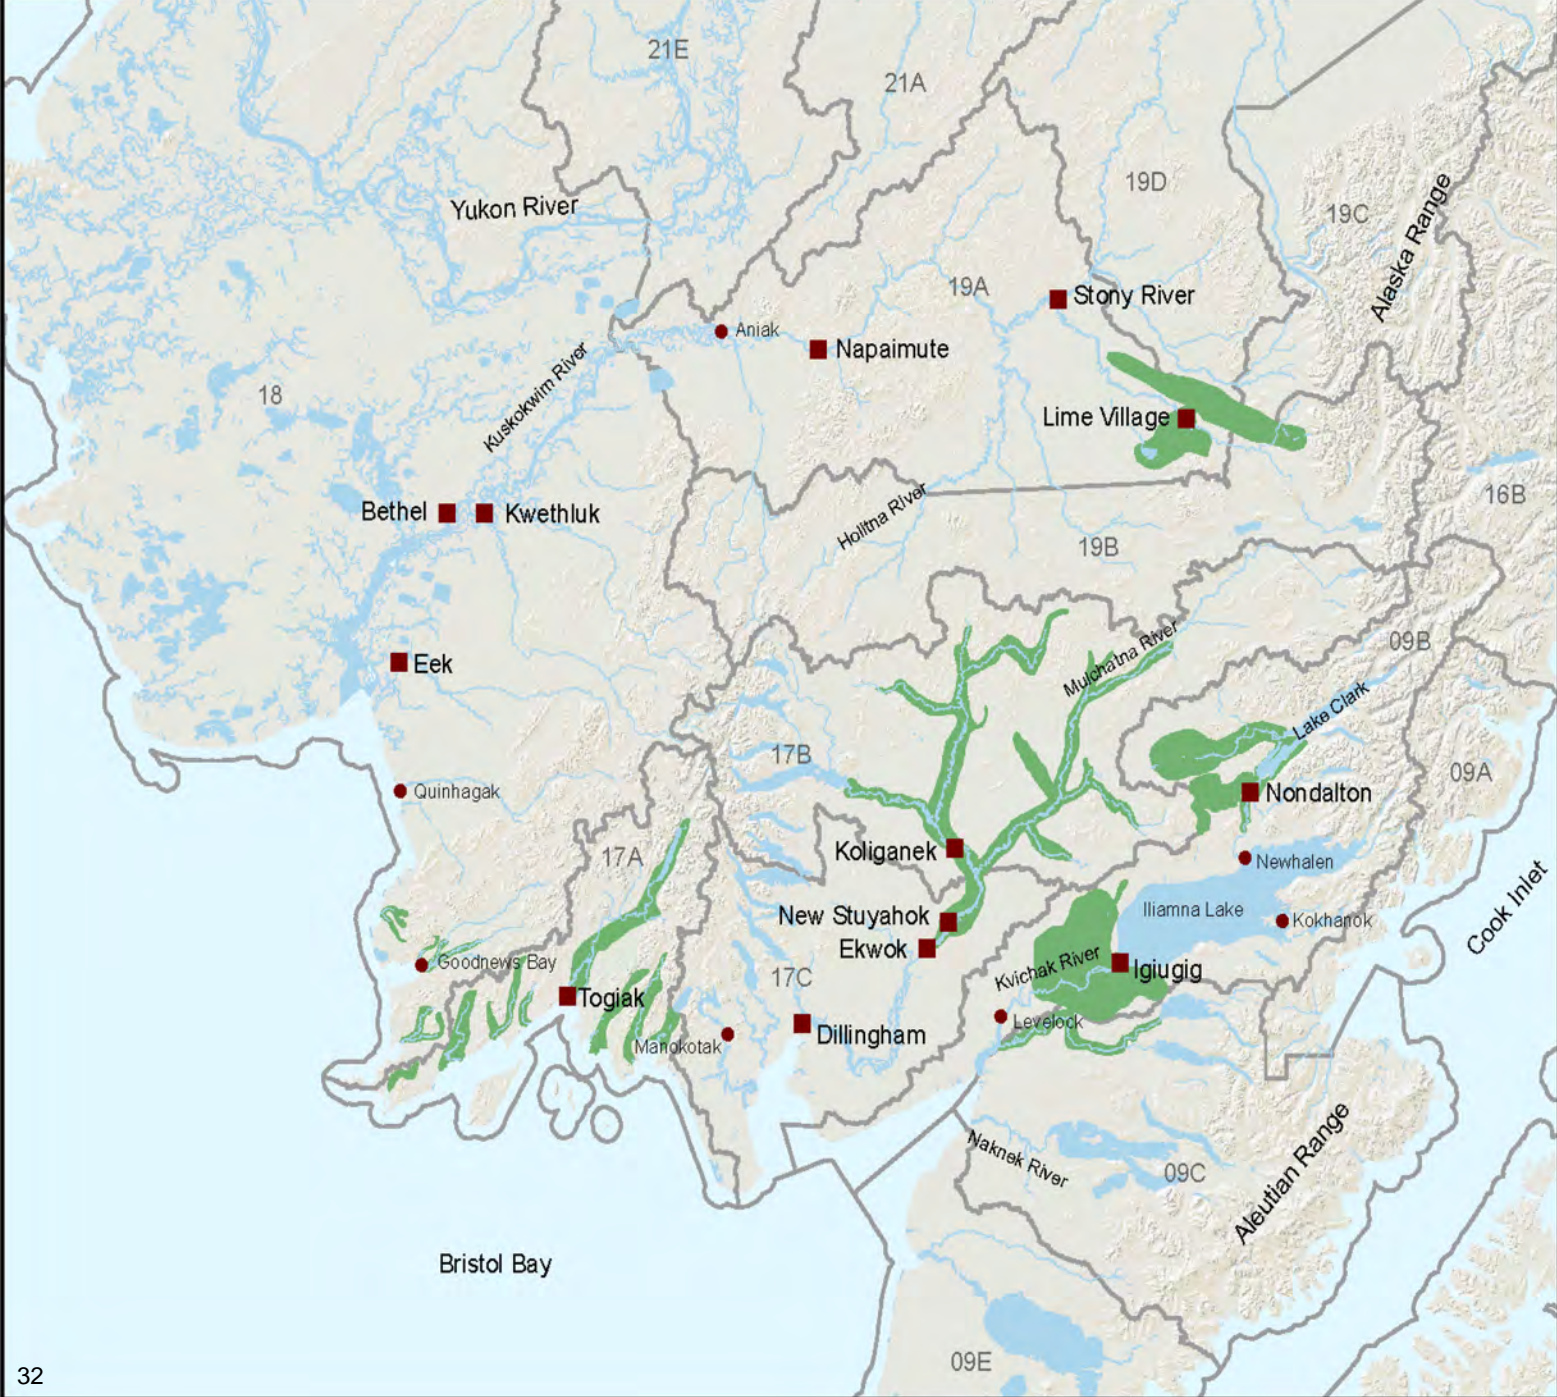 21E
21A
19D
Yukon River
19C
Alaska Range
19A
Stony River
Aniak
Napaimute
Kuskokwim River
18
Lime Village
16B
Bethel
Kwethluk
Holitna River
19B
Eek
Mulchatna River
09B
Lake Clark
17B
09A
Quinhagak
Nondalton
Koliganek
17A
Newhalen
New Stuyahok
Iliamna Lake
Kokhanok
Cook Inlet
Ekwok
Goodnews Bay
Kvichak River
Igiugig
17C
Togiak
Levelock
Dillingham
Manokotak
Naknek River
09C
Aleutian Range
Bristol Bay
09E
32